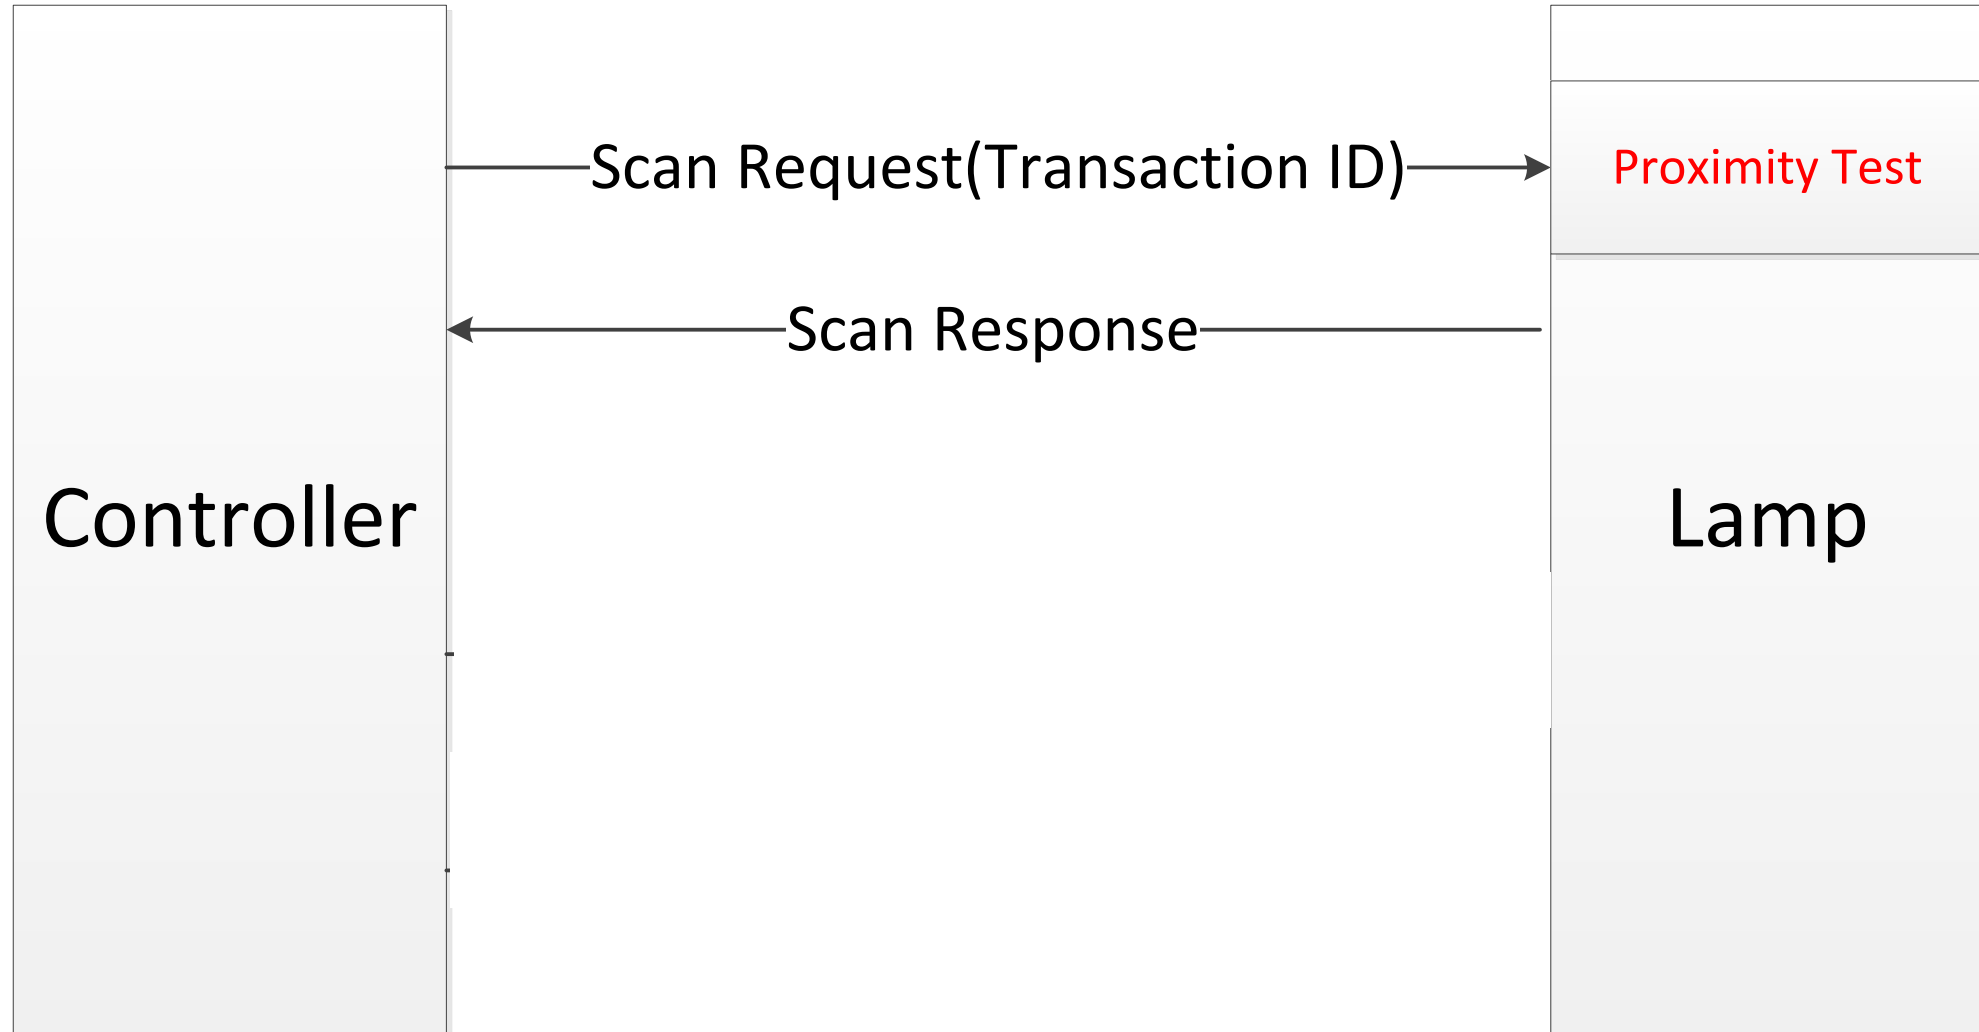 Scan Request(Transaction ID)
Proximity Test
Scan Response
Controller
Lamp